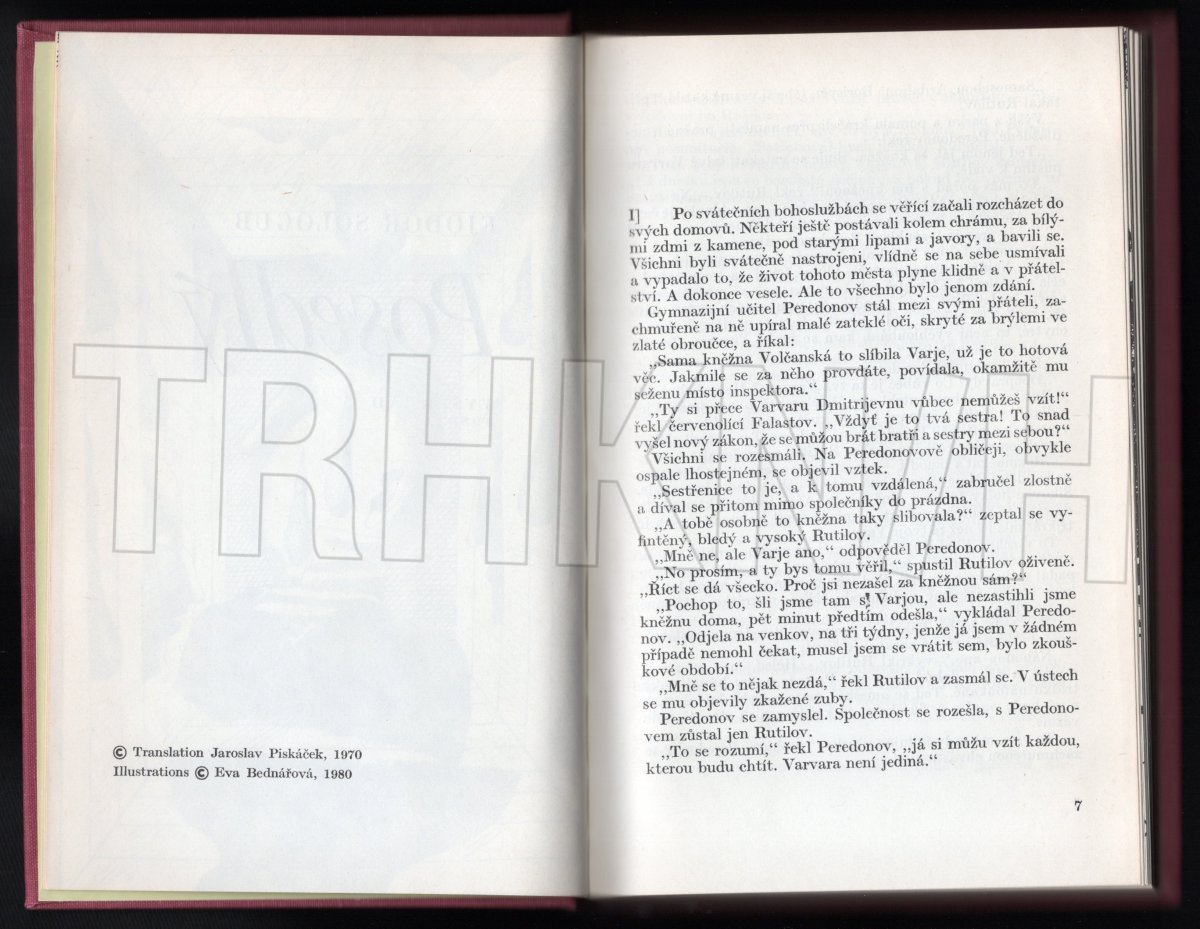 © Translation Jaroslav Piskáček, 1970
Illustrations © Eva Bednářová, 1980
I] Po svátečních bohoslužbách se věřící začali rozcházet do
svých domovů. Někteří ještě postávali kolem chrámu, za bílý-
mi zdmi z kamene, pod starými lipami a javory, a bavili se.
Všichni byli svátečně nastrojeni, vlídně se na sebe usmívali
a vypadalo to, že život tohoto města plyne klidně a v přátel-
ství. A dokonce vesele. Ale to všechno bylo jenom zdání.
Gymnazijní učitel Peredonov stál mezi svými přáteli, za-
chmuřeně na ně upíral malé zateklé oči, skryté za brýlemi ve
zlaté obroučce, a říkal:
„Sama kněžna Volčanská to slíbila Varje, už je to hotová
věc. Jakmile se za něho provdáte, povídala, okamžitě mu
seženu místo inspektora.“
„Ty si přece Varvaru Dmitrijevnu vůbec nemůžeš vzít!“
řekl červenolící Falastov. „Vždyť je to tvá sestra! To snad
vyšel nový zákon, že se můžou brát bratři a sestry mezi sebou?“
Všichni se rozesmáli. Na Peredonovově obličeji, obvykle
ospale lhostejném, se objevil vztek.
„Sestřenice to je, a k tomu vzdálená,“ zabručel zlostně
a díval se přitom mimo společníky do prázdna.
„A tobě osobně to kněžna taky slibovala?“ zeptal se vy-
fintěný, bledý a vysoký Rutilov.
„Mně ne, ale Varje ano,“ odpověděl Peredonov.
„No prosím, a ty bys tomu věřil,“ spustil Rutilov oživeně.
„Říct se dá všecko. Proč jsi nezašel za kněžnou sám?“
„Pochop to, šli jsme tam s Varjou, ale nezastihli jsme
kněžnu doma, pět minut předtím odešla,“ vykládal Peredo-
nov. „Odjela na venkov, na tři týdny, jenže já jsem v žádném
případě nemohl čekat, musel jsem se vrátit sem, bylo zkouš-
kové období.“
„Mně se to nějak nezdá,“ řekl Rutilov a zasmál se. V ústech
se mu objevily zkažené zuby.
Peredonov se zamyslel. Společnost se rozešla, s Peredono-
vem zůstal jen Rutilov.
„To se rozumí,“ řekl Peredonov, „já si můžu vzít každou,
kterou budu chtít. Varvara není jediná.“
7
TRHKNIH